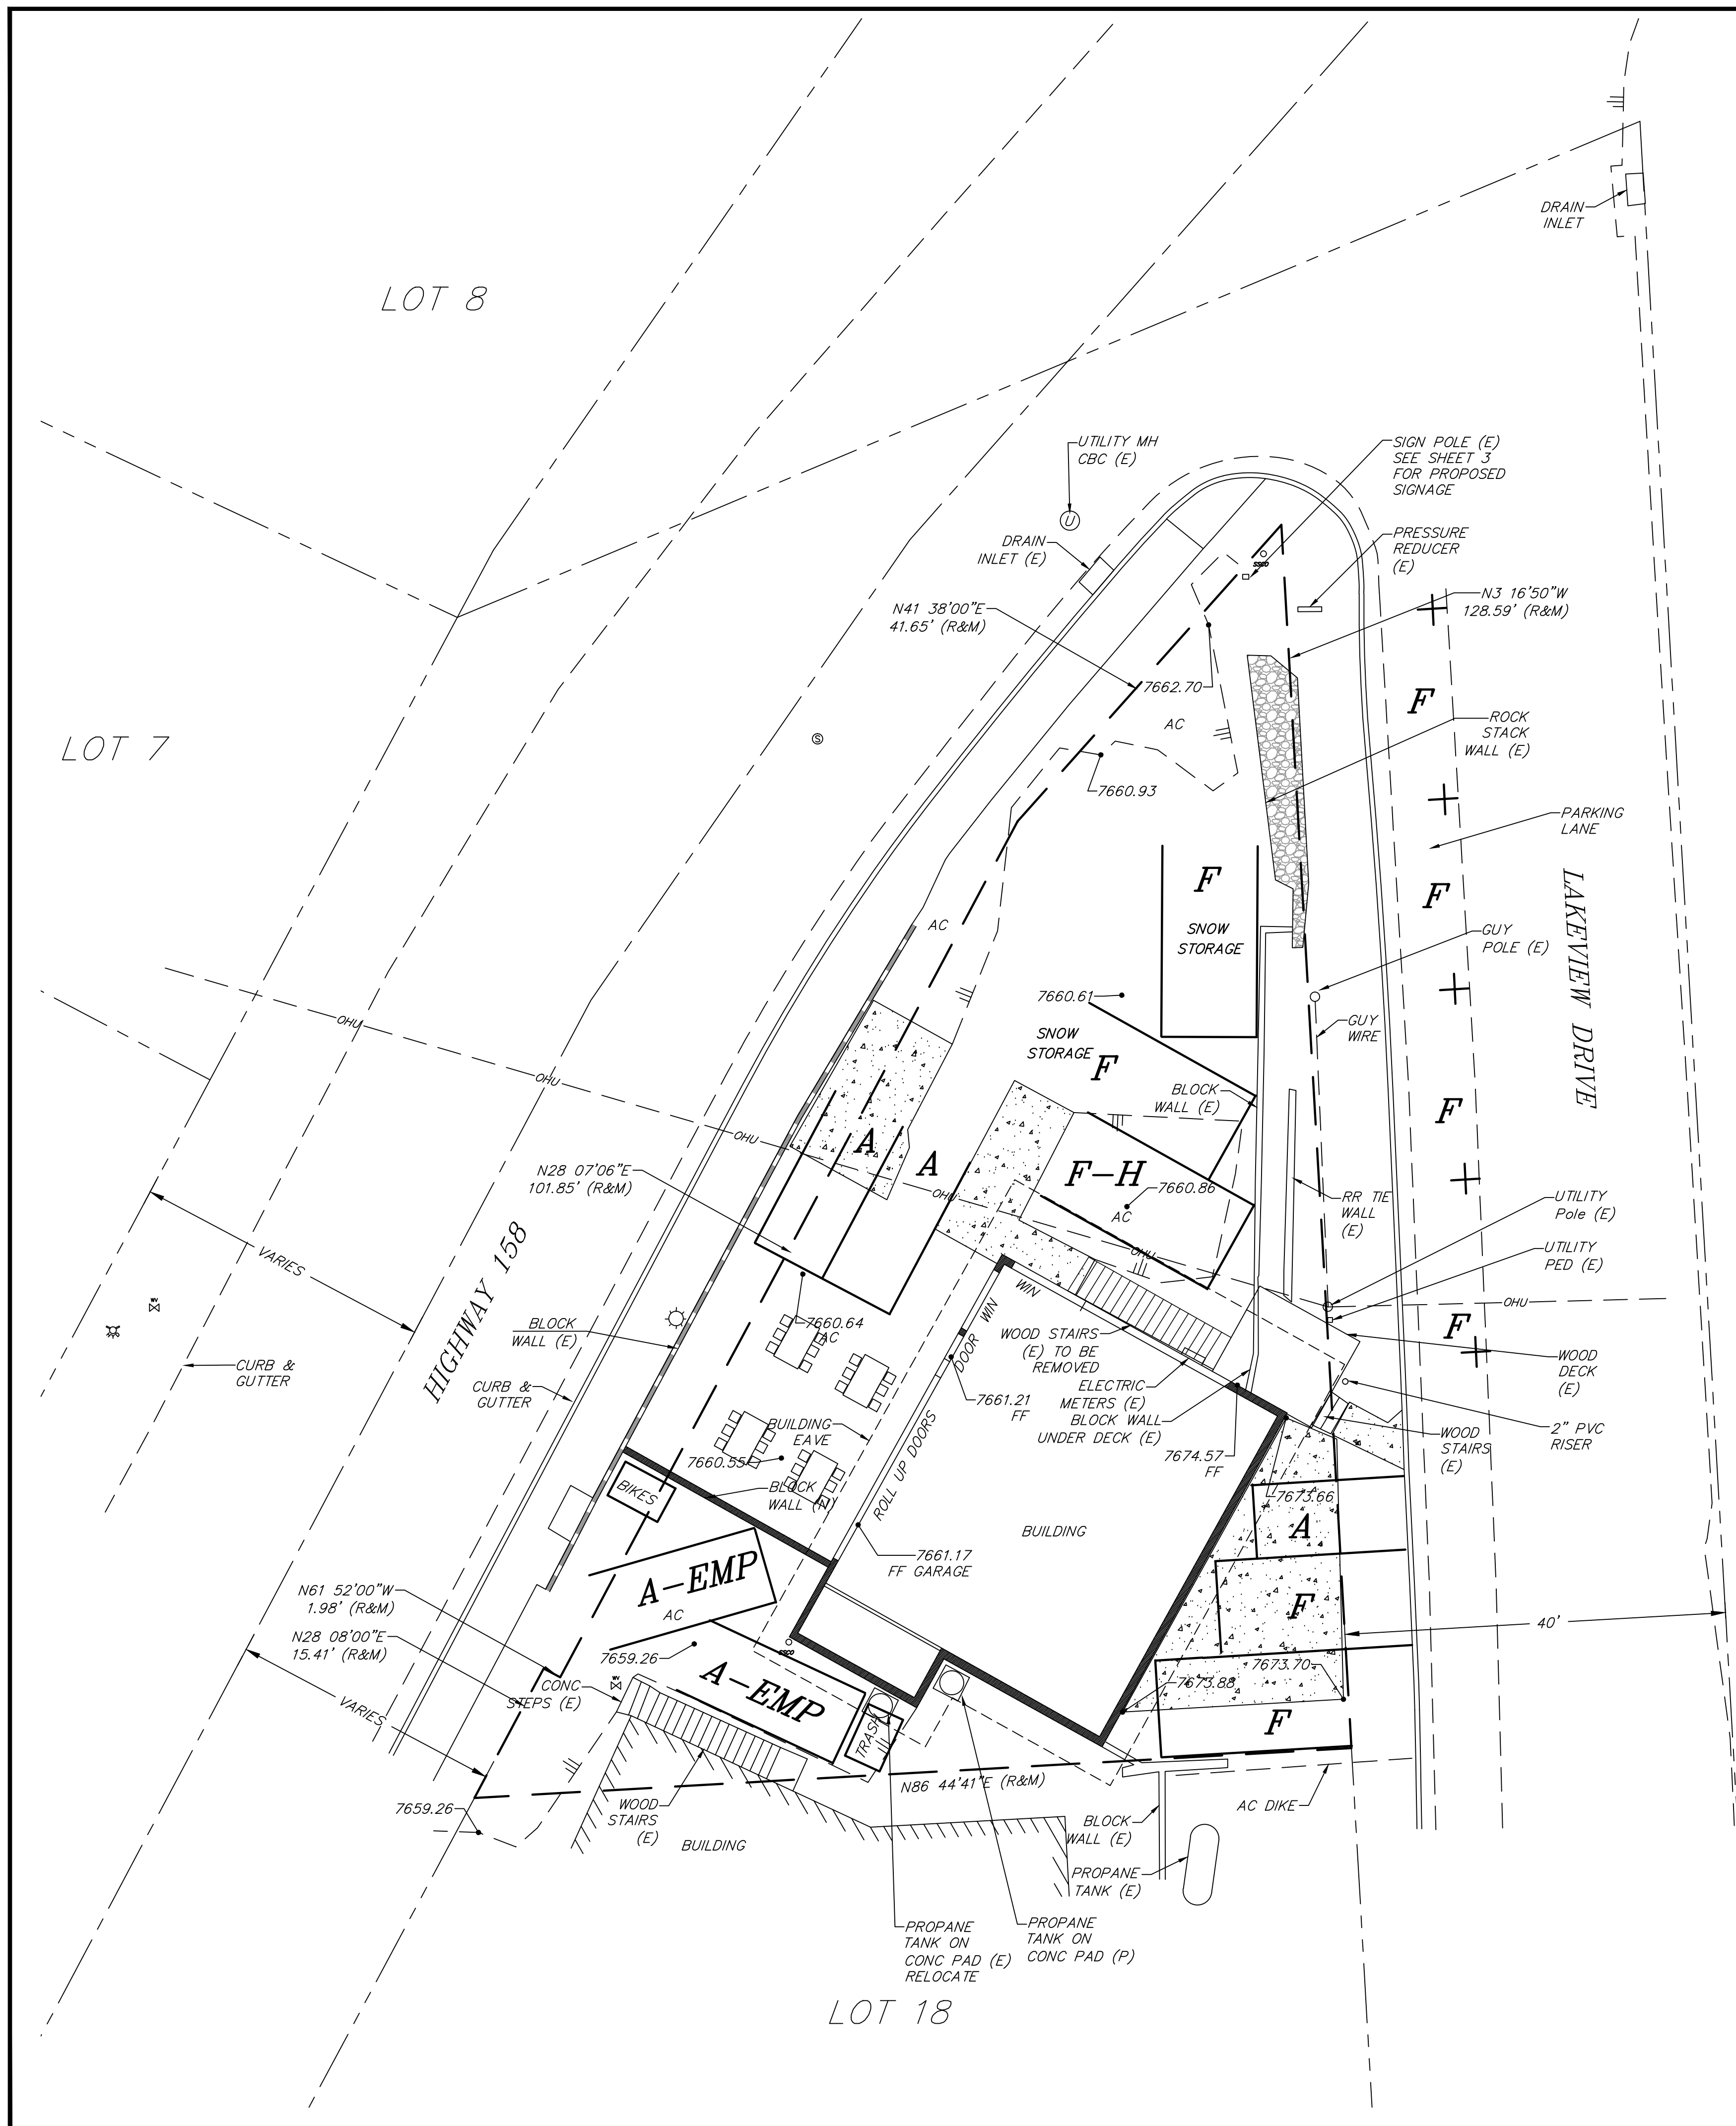 DRAIN
INLET
LOT 8
UTILITY MH
CBC (E)
SIGN POLE (E)
SEE SHEET 3
FOR PROPOSED
SIGNAGE
DRAIN
INLET (E)
U
SSCO
PRESSURE
REDUCER
(E)
N41 38'00"E
41.65' (R&M)
N3 16'50"W
128.59' (R&M)
7662.70
F
ROCK
STACK
WALL (E)
AC
LOT 7
S
7660.93
PARKING
LANE
F
SNOW
STORAGE
F
LAKEVIEW DRIVE
AC
GUY
POLE (E)
7660.61
GUY
WIRE
OHU
SNOW
STORAGE
F
OHU
BLOCK
WALL (E)
F
OHU
A
A
F-H
N28 07'06"E
101.85' (R&M)
OHU
7660.86
AC
RR TIE
WALL
(E)
UTILITY
Pole (E)
VARIES
HIGHWAY 158
OHU
UTILITY
PED (E)
WV
OHU
WIN
WIN
BLOCK
WALL (E)
7660.64
AC
DOOR
WOOD STAIRS
(E) TO BE
REMOVED
F
WOOD
DECK
(E)
CURB &
GUTTER
CURB &
GUTTER
ELECTRIC
METERS (E)
7661.21
FF
BLOCK WALL
UNDER DECK (E)
BUILDING
EAVE
ROLL UP DOORS
2" PVC
RISER
WOOD
STAIRS
(E)
7660.55
7674.57
FF
BIKES
BLOCK
WALL (N)
7673.66
BUILDING
A
7661.17
FF GARAGE
A-EMP
AC
N61 52'00"W
1.98' (R&M)
F
40'
N28 08'00"E
15.41' (R&M)
SSCO
7659.26
7673.70
CONC
STEPS (E)
WV
A-EMP
7673.88
VARIES
F
TRASH
N86 44'41"E (R&M)
7659.26
WOOD
STAIRS
(E)
BUILDING
AC DIKE
BLOCK
WALL (E)
PROPANE
TANK (E)
PROPANE
TANK ON
CONC PAD (E)
RELOCATE
PROPANE
TANK ON
CONC PAD (P)
LOT 18